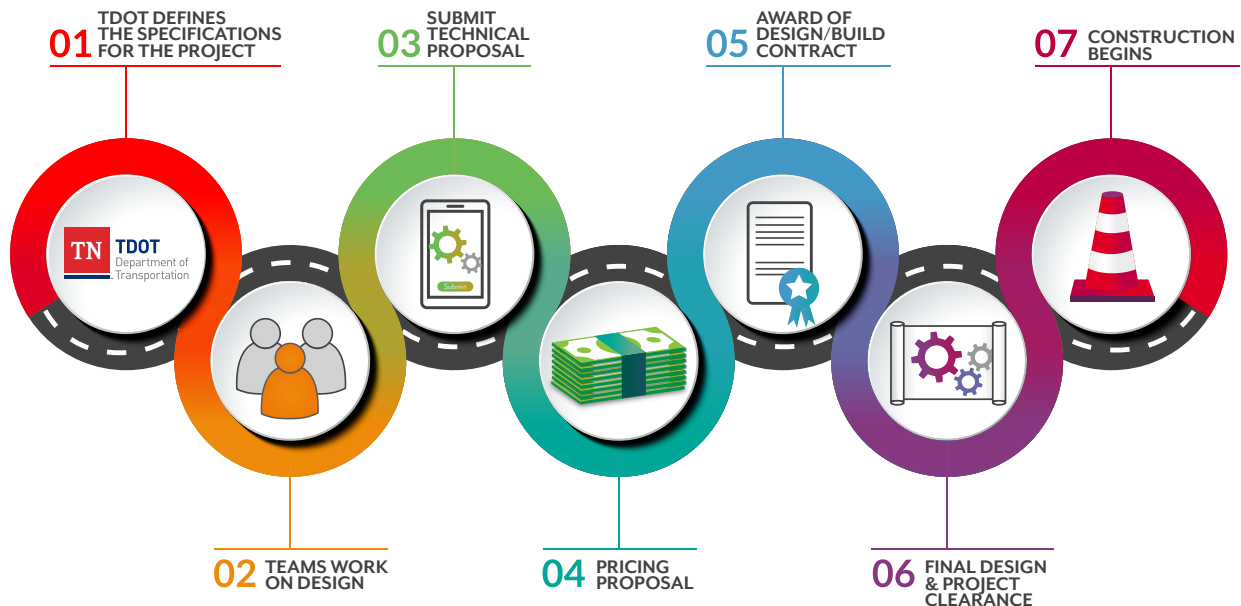 01 TDOT DEFINES
THE SPECIFICATIONS
FOR THE PROJECT
03 SUBMIT
TECHNICAL
PROPOSAL
05 AWARD OF
DESIGN/BUILD
CONTRACT
07 CONSTRUCTION
BEGINS
TN TDOT
Department of
Transportation
Submit
02 TEAMS WORK
ON DESIGN
04 PRICING
PROPOSAL
06 FINAL DESIGN
& PROJECT
CLEARANCE